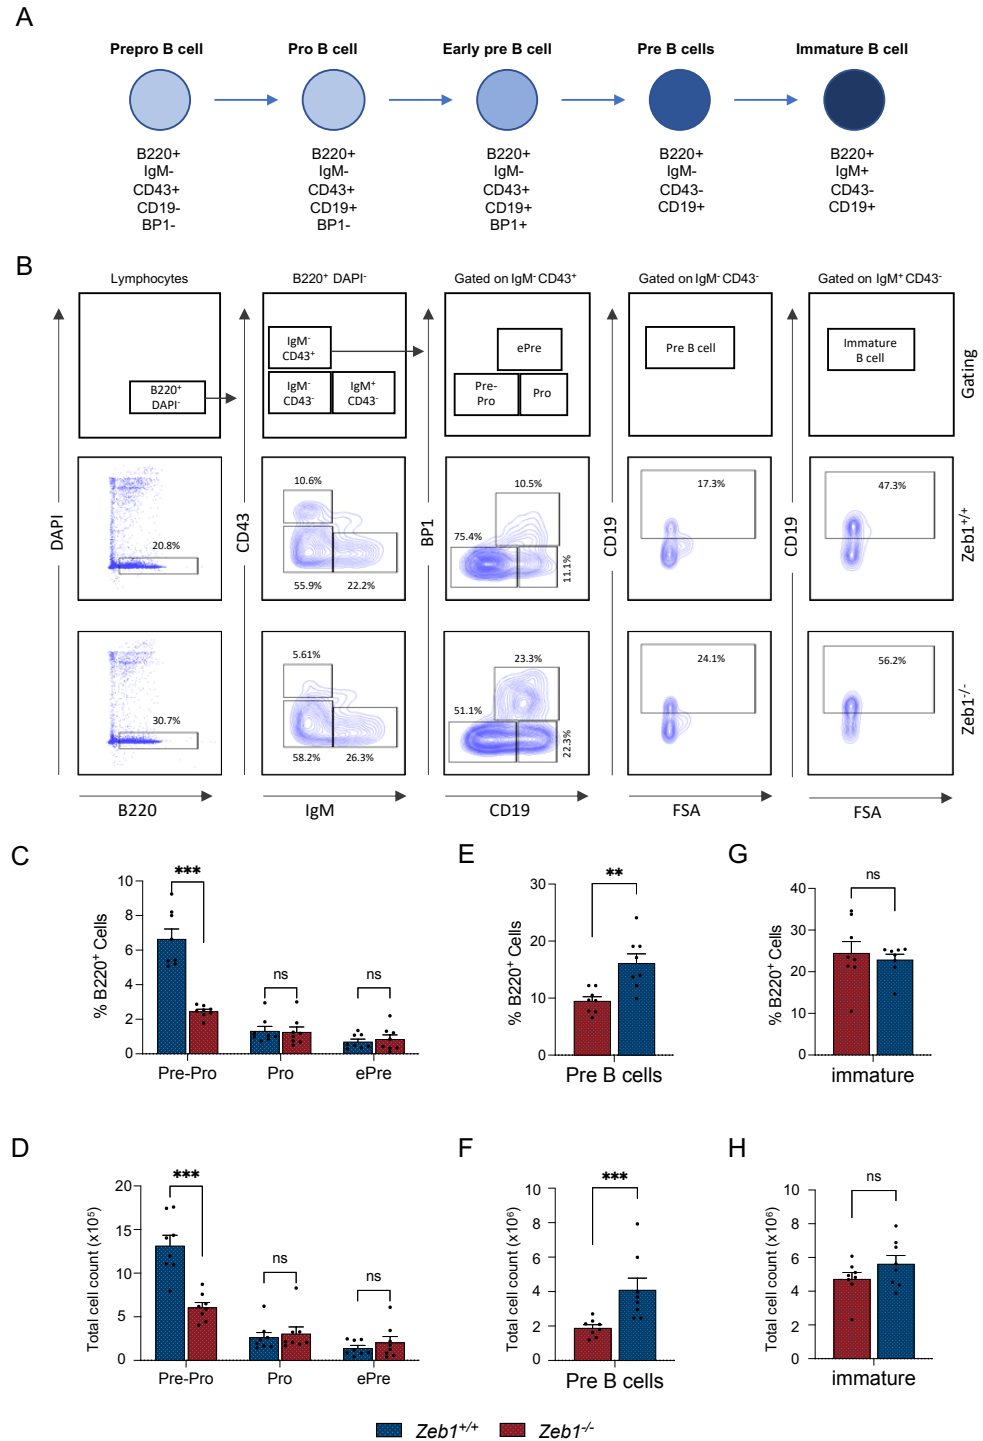 A
Prepro B cell Pro B cell Early pre B cell Pre B cells Immature B cell
B220+ B220+ B220+ B220+ B220+
IgM- IgM- IgM- IgM- IgM+
CD43+ CD43+ CD43+ CD43- CD43-
CD19- CD19+ CD19+ CD19+ CD19+
BP1- BP1- BP1+
B
Lymphocytes B220⁺ DAPI⁻ Gated on IgM⁻CD43⁺ Gated on IgM⁻CD43⁻ Gated on IgM⁺ CD43⁻
B220⁺
DAPI⁻
IgM⁻
CD43⁺
IgM⁻
CD43⁻
IgM⁺
CD43⁻
ePre
Pre-
Pro
Pro
Pre B cell
Immature
B cell
Gating
DAPI
CD43
BP1
CD19
CD19
20.8%
10.6%
55.9% 22.2%
10.5%
75.4%
11.1%
17.3%
47.3%
Zeb1⁺/⁺
30.7%
5.61%
58.2% 26.3%
23.3%
51.1%
22.3%
24.1%
56.2%
Zeb1⁻/⁻
B220 IgM CD19 FSA FSA
C
% B220⁺ Cells
10
8
6
4
2
0
***
ns
ns
Pre-Pro Pro ePre
E
% B220⁺ Cells
30
20
10
0
**
Pre B cells
G
% B220⁺ Cells
40
30
20
10
0
ns
immature
D
Total cell count (x10⁵)
20
15
10
5
0
***
ns
ns
Pre-Pro Pro ePre
F
Total cell count (x10⁶)
10
8
6
4
2
0
***
Pre B cells
H
Total cell count (x10⁶)
10
8
6
4
2
0
ns
immature
Zeb1⁺/⁺ Zeb1⁻/⁻